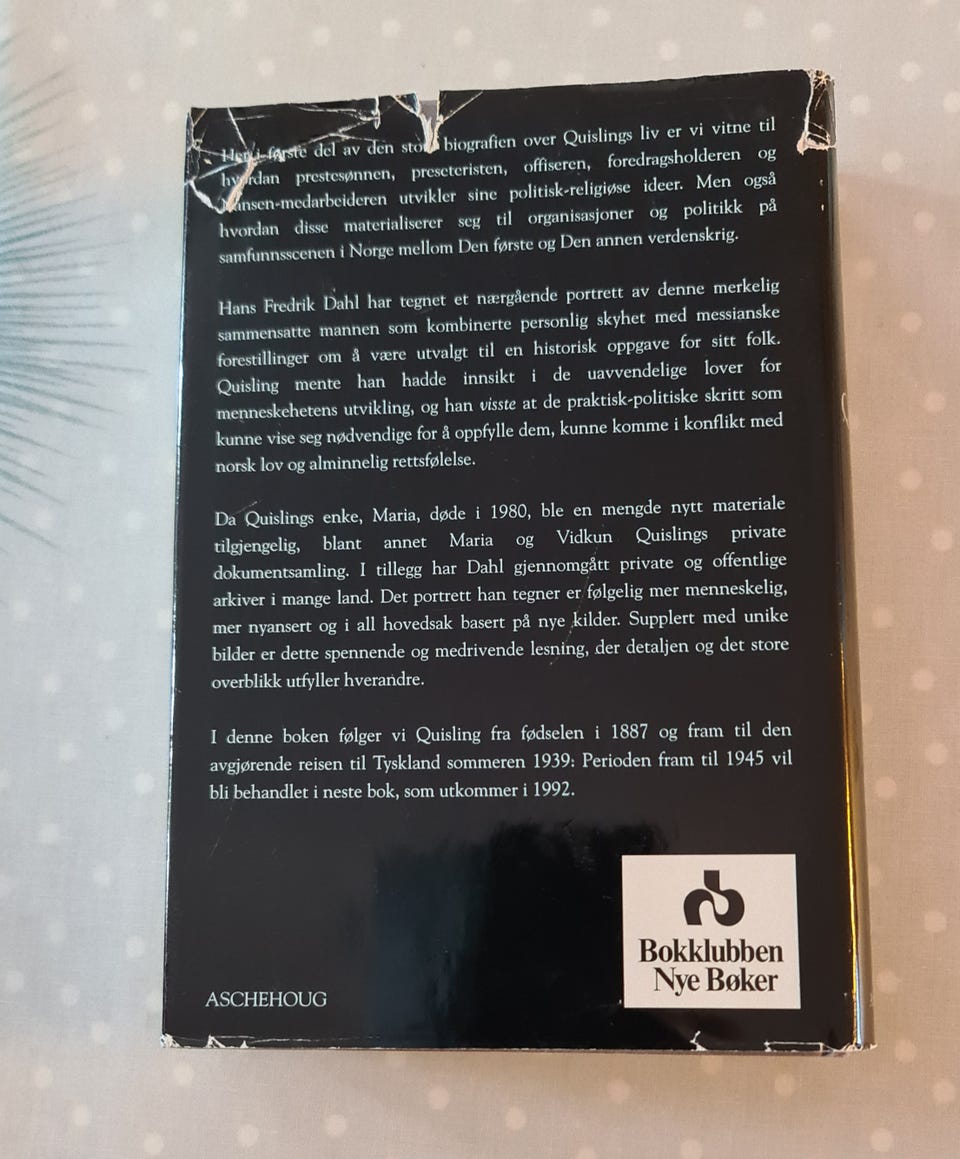 Her i første del av den store biografien over Quislings liv er vi vitne til
hvordan prestesønnen, preseteristen, offiseren, foredragsholderen og
Nansen-medarbeideren utvikler sine politisk-religiøse ideer. Men også
hvordan disse materialiserer seg til organisasjoner og politikk på
samfunnsscenen i Norge mellom Den første og Den annen verdenskrig.
Hans Fredrik Dahl har tegnet et nærgående portrett av denne merkelig
sammensatte mannen som kombinerte personlig skyhet med messianske
forestillinger om å være utvalgt til en historisk oppgave for sitt folk.
Quisling mente han hadde innsikt i de uavvendelige lover for
menneskehetens utvikling, og han visste at de praktisk-politiske skritt som
kunne vise seg nødvendige for å oppfylle dem, kunne komme i konflikt med
norsk lov og alminnelig rettsfølelse.
Da Quislings enke, Maria, døde i 1980, ble en mengde nytt materiale
tilgjengelig, blant annet Maria og Vidkun Quislings private
dokumentsamling. I tillegg har Dahl gjennomgått private og offentlige
arkiver i mange land. Det portrett han tegner er følgelig mer menneskelig,
mer nyansert og i all hovedsak basert på nye kilder. Supplert med unike
bilder er dette spennende og medrivende lesning, der detaljen og det store
overblikk utfyller hverandre.
I denne boken følger vi Quisling fra fødselen i 1887 og fram til den
avgjørende reisen til Tyskland sommeren 1939: Perioden fram til 1945 vil
bli behandlet i neste bok, som utkommer i 1992.
Bokklubben
Nye Bøker
ASCHEHOUG